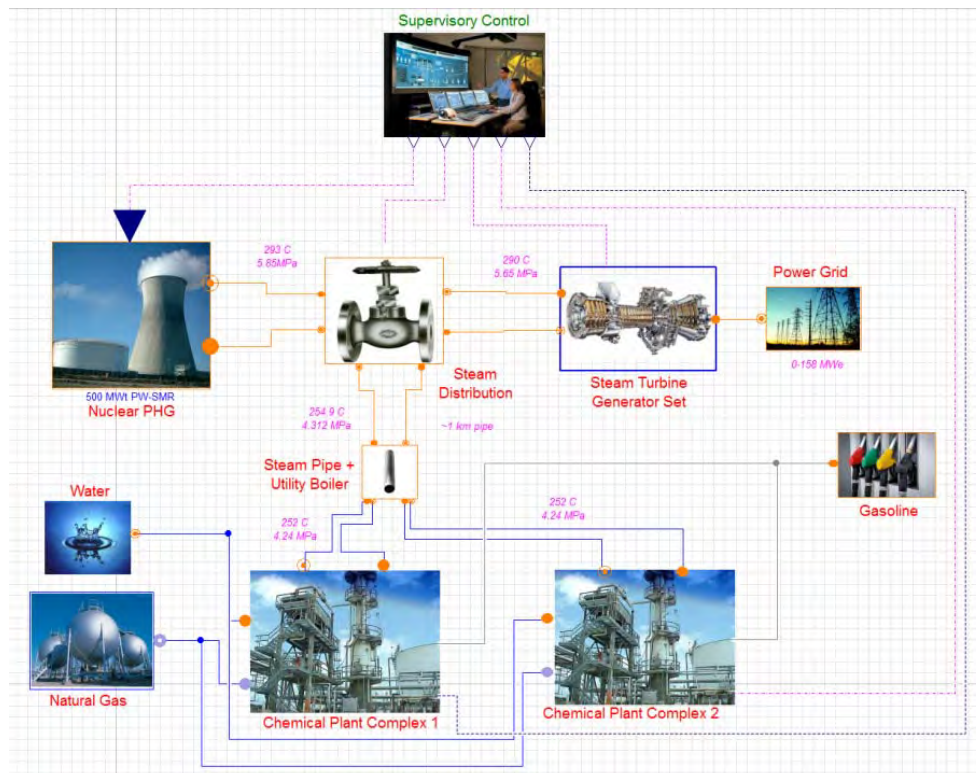 Supervisory Control
293 C
5.85MPa
290 C
5.65 MPa
Power Grid
0-158 MWe
500 MWt PW-SMR
Nuclear PHG
Steam
Distribution
Steam Turbine
Generator Set
254.9 C
4.312 MPa
~1 km pipe
Steam Pipe +
Utility Boiler
Gasoline
Water
252 C
4.24 MPa
252 C
4.24 MPa
Natural Gas
Chemical Plant Complex 1
Chemical Plant Complex 2